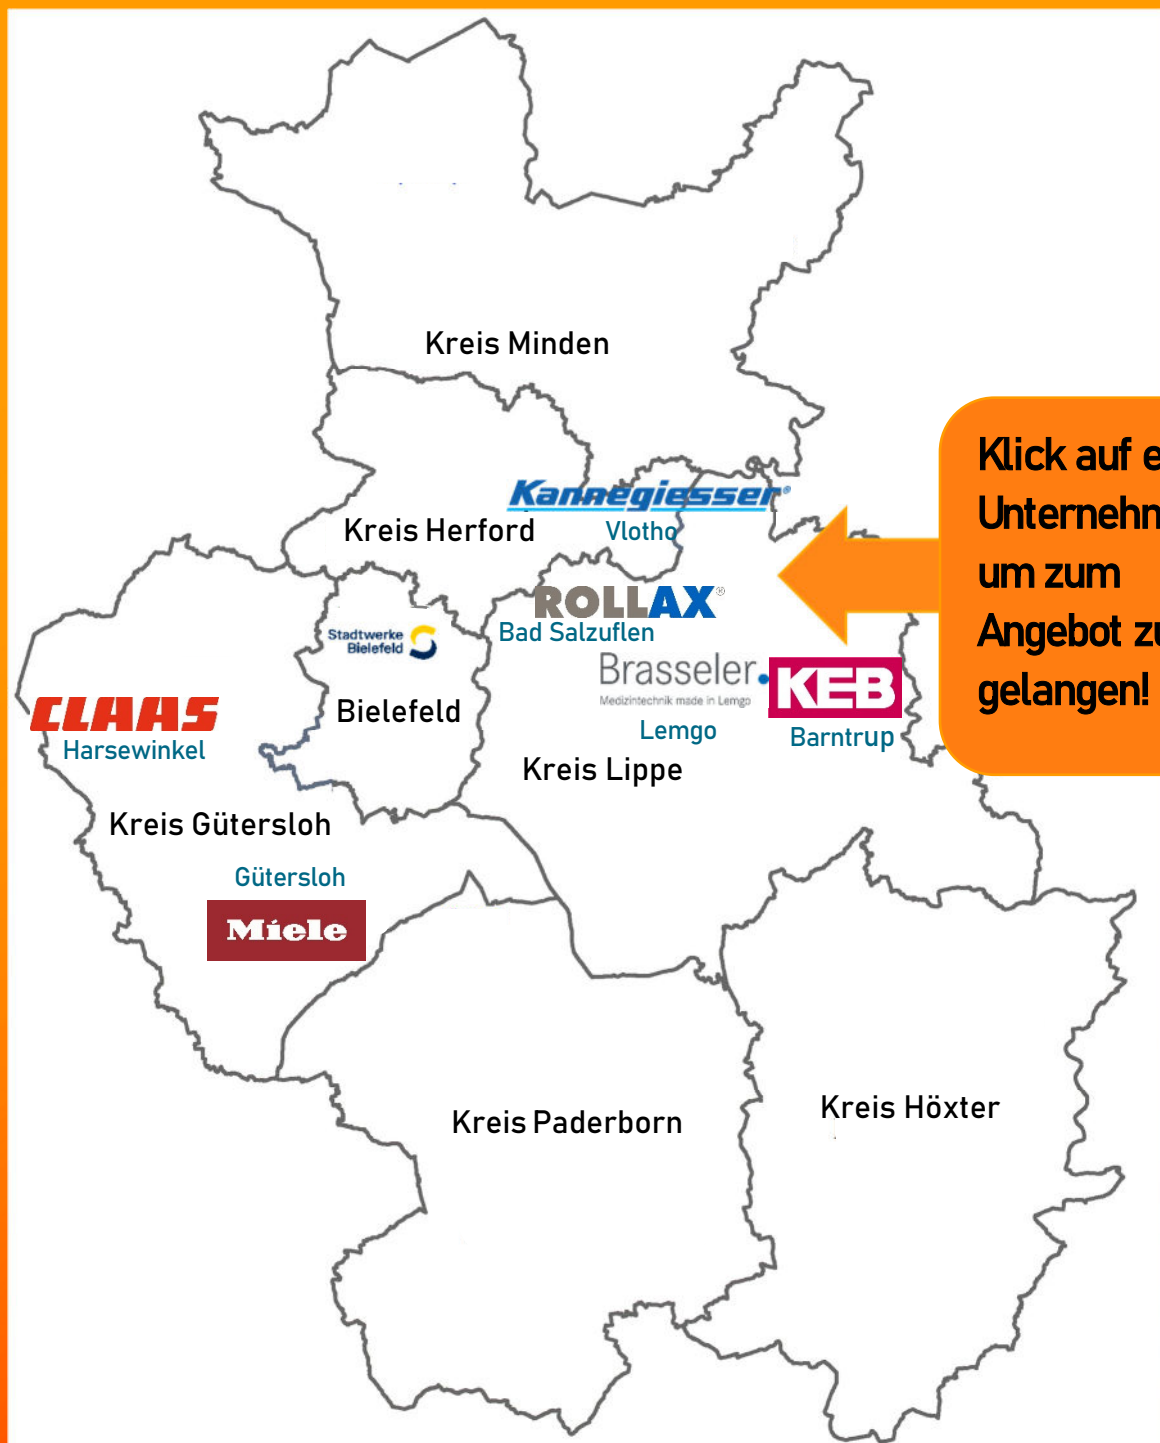 Kreis Minden
Klick auf e
Unternehm
um zum
Angebot zu
gelangen!
Kannegiesser®
Vlotho
Kreis Herford
ROLLAX®
Bad Salzuflen
Stadtwerke
Bielefeld
Brasseler
Medizintechnik made in Lemgo
Lemgo
KEB
Barntrup
CLAAS
Harsewinkel
Bielefeld
Kreis Lippe
Kreis Gütersloh
Gütersloh
Miele
Kreis Paderborn
Kreis Höxter